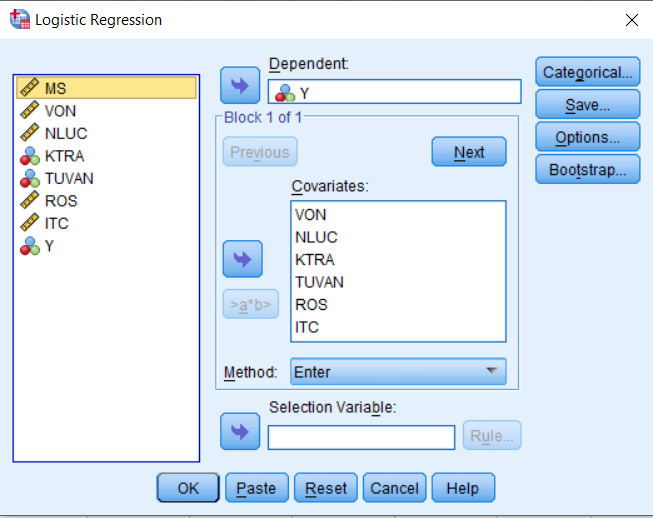 Logistic Regression
MS
VON
NLUC
KTRA
TUVAN
ROS
ITC
Y
Dependent:
Y
Block 1 of 1
Previous
Next
Covariates:
VON
NLUC
KTRA
TUVAN
ROS
ITC
>a*b>
Method:
Enter
Selection Variable:
Rule...
Categorical...
Save...
Options...
Bootstrap...
OK
Paste
Reset
Cancel
Help